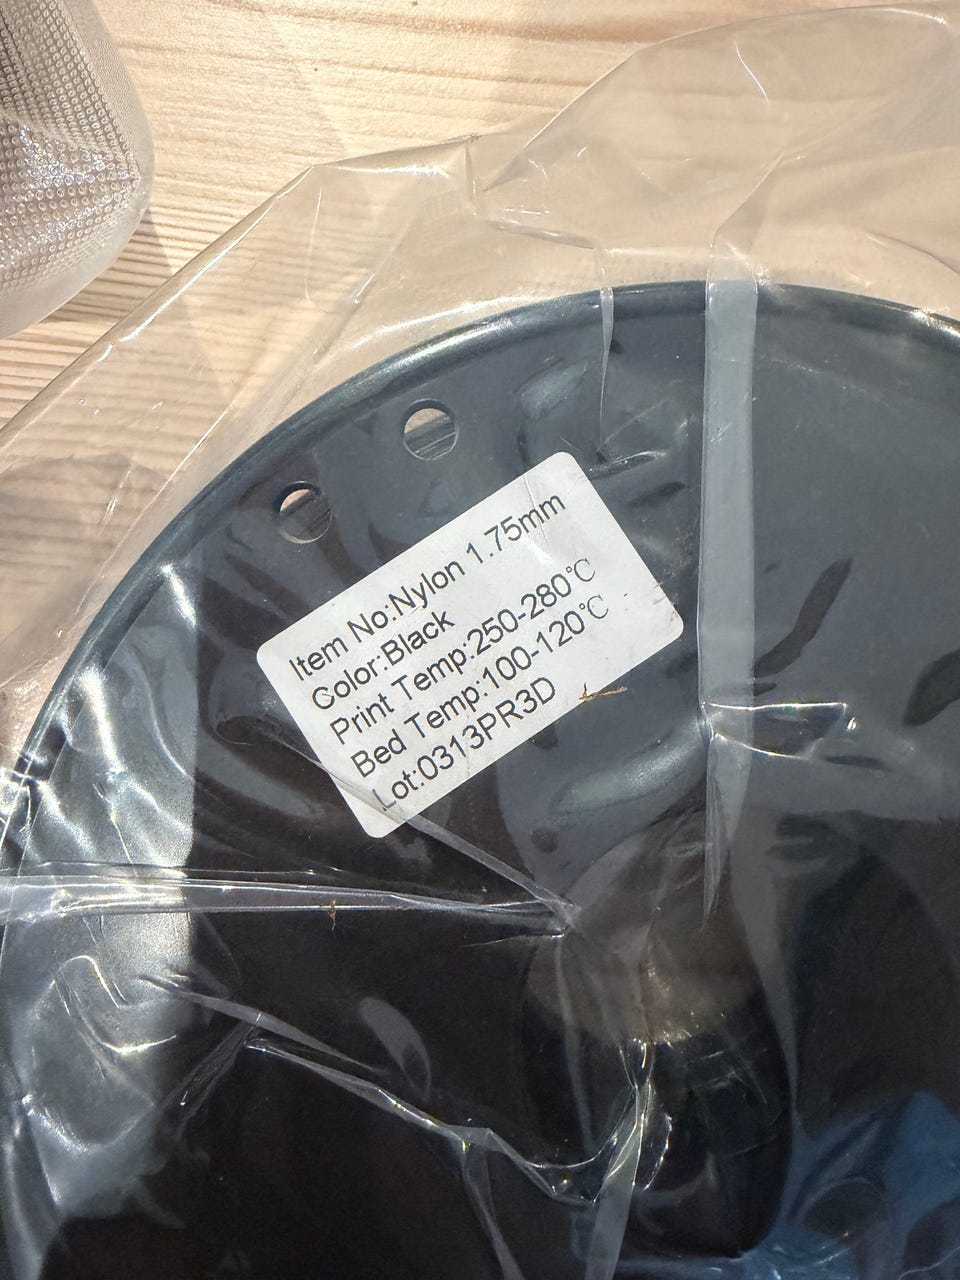 Item No:Nylon 1.75mm
Color:Black
Print Temp:250-280℃
Bed Temp:100-120℃
Lot:0313PR3D